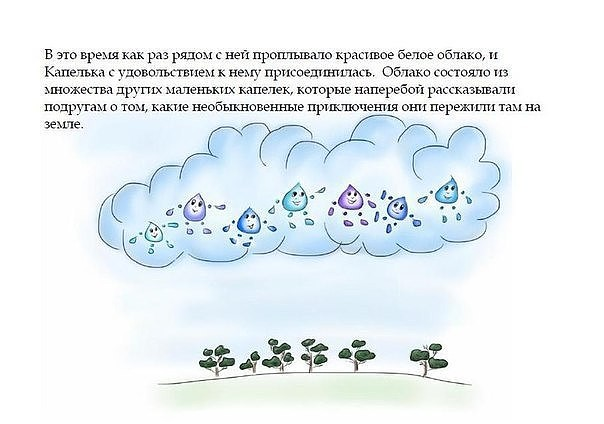 В это время как раз рядом с ней проплывало красивое белое облако, и
Капелька с удовольствием к нему присоединилась.  Облако состояло из
множества других маленьких капелек, которые наперебой рассказывали
подругам о том, какие необыкновенные приключения они пережили там на
земле.